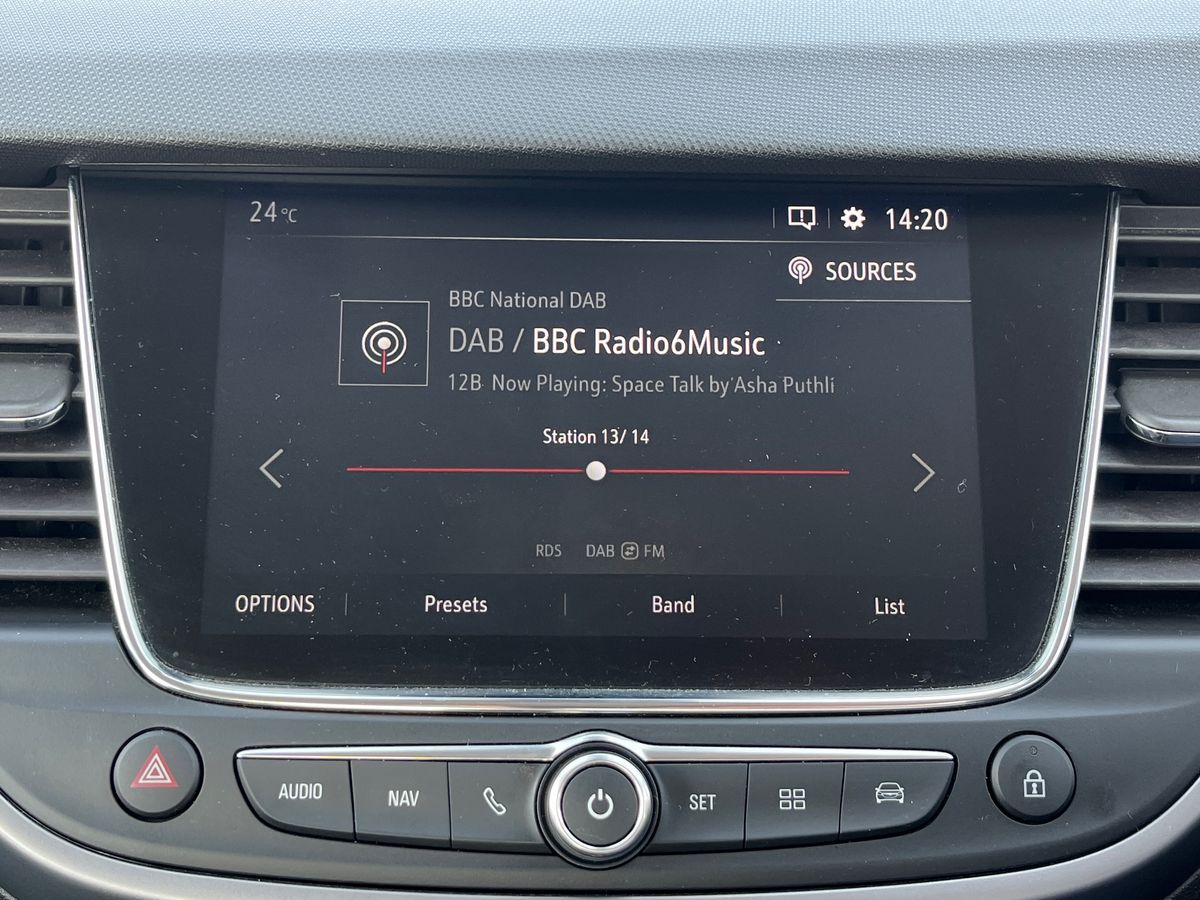 24°C
14:20
SOURCES
BBC National DAB
DAB / BBC Radio6Music
12B Now Playing: Space Talk by Asha Puthli
Station 13/ 14
RDS DAB FM
OPTIONS Presets Band List
AUDIO NAV SET